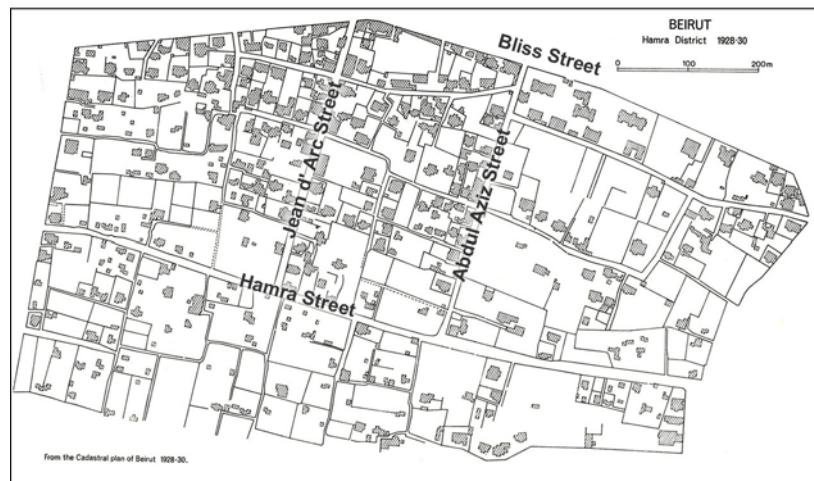 BEIRUT
Hamra District 1928-30
0 100 200m
Bliss Street
Jean d' Arc Street
Abdul Aziz Street
Hamra Street
From the Cadastral plan of Beirut 1928-30.